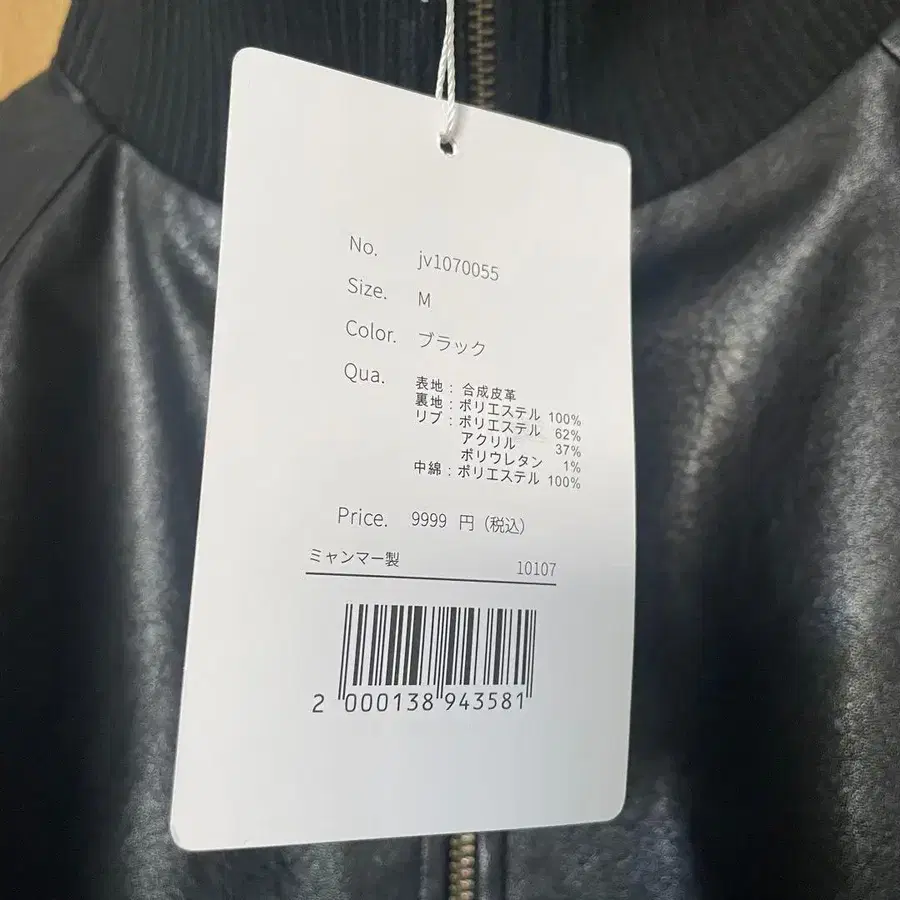 No. jv1070055
Size. M
Color. ブラック
Qua. 表地：合成皮革
裏地：ポリエステル 100%
リブ：ポリエステル 62%
アクリル 37%
ポリウレタン 1%
中綿：ポリエステル 100%
Price. 9999 円（税込）
ミャンマー製 10107
2 000138 943581